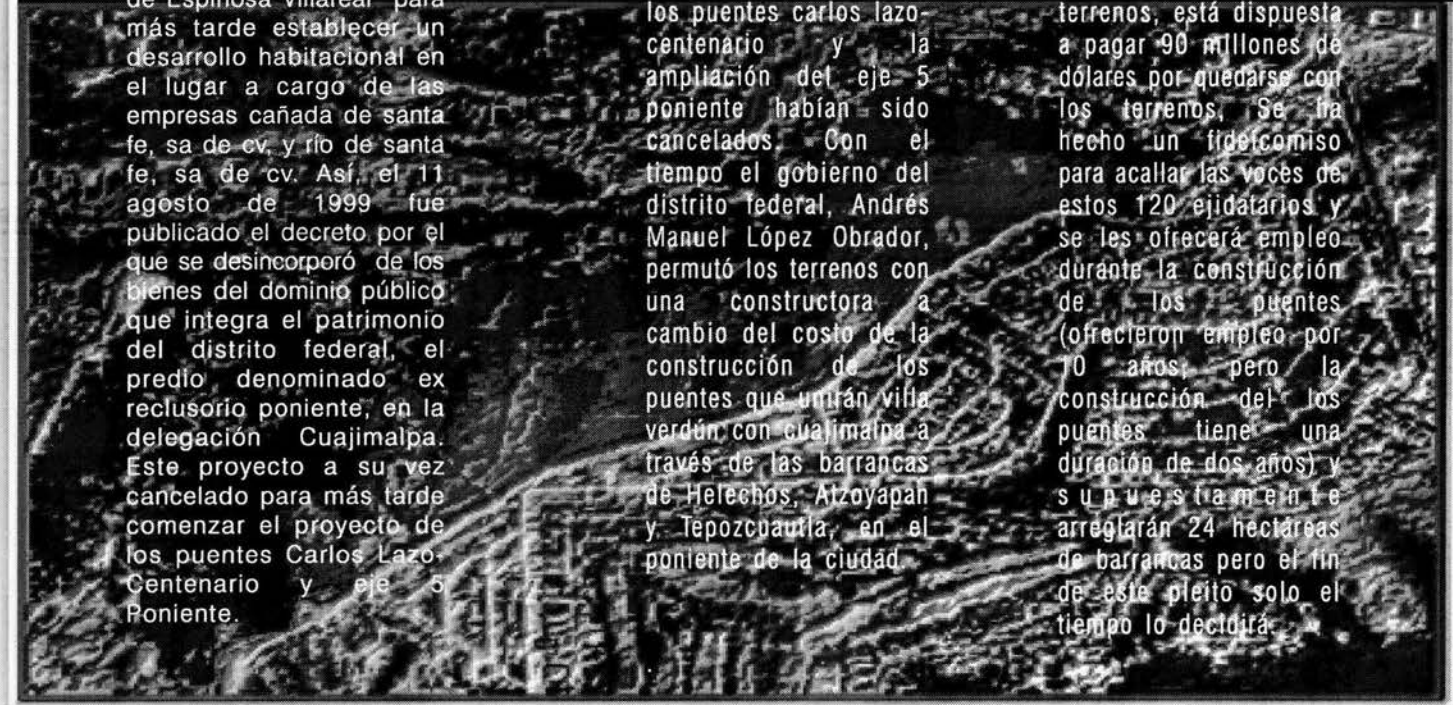 de Espinosa villarear para
más tarde establecer un
desarrollo habitacional en
el lugar a cargo de las
empresas cañada de santa
fe, sa de cv, y río de santa
fe, sa de cv. Así, el 11
agosto de 1999 fue
publicado el decreto por el
que se desincorporó de los
bienes del dominio público
que integra el patrimonio
del distrito federal, el
predio denominado ex
reclusorio poniente, en la
delegación Cuajimalpa.
Este proyecto a su vez
cancelado para más tarde
comenzar el proyecto de
los puentes Carlos Lazo-
Centenario y eje 5
Poniente.
los puentes carlos lazo-
centenario y la
ampliación del eje 5
poniente habían sido
cancelados. Con el
tiempo el gobierno del
distrito federal, Andrés
Manuel López Obrador,
permutó los terrenos con
una constructora a
cambio del costo de la
construcción de los
puentes que unirán villa
verdún con cuajimalpa a
través de las barrancas
de Helechos, Atzoyapan
y Tepozcuautla, en el
poniente de la ciudad.
terrenos, está dispuesta
a pagar 90 millones de
dólares por quedarse con
los terrenos, Se ha
hecho un fideicomiso
para acallar las voces de
estos 120 ejidatarios y
se les ofrecerá empleo
durante la construcción
de los puentes
(ofrecieron empleo por
10 años, pero la
construcción del los
puentes tiene una
duración de dos años) y
supuestamente
arreglarán 24 hectáreas
de barrancas pero el fin
de este pleito solo el
tiempo lo decidirá.